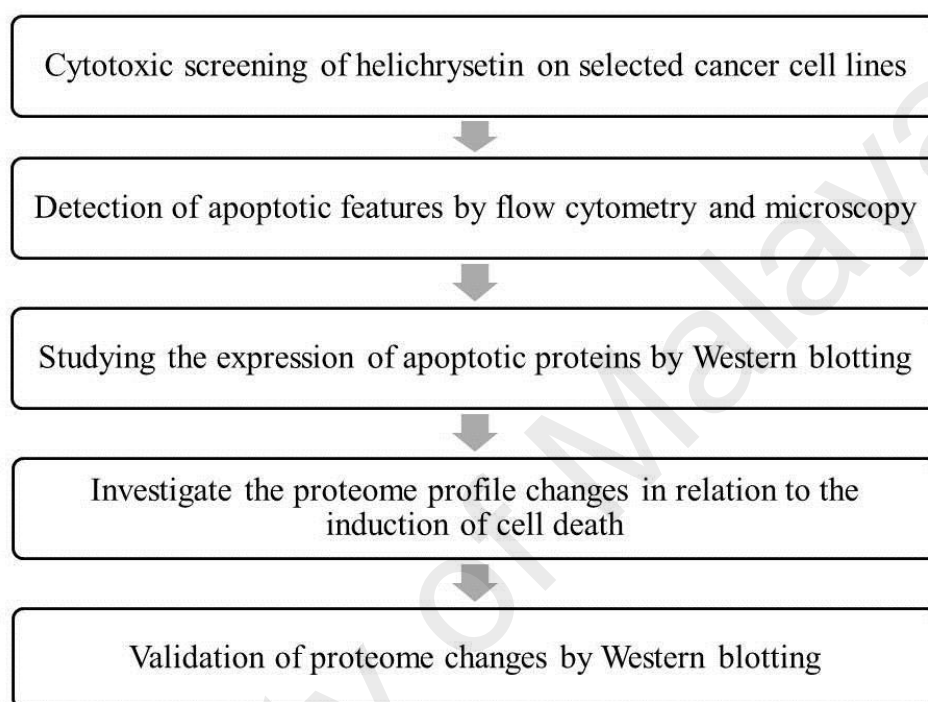 Cytotoxic screening of helichrysetin on selected cancer cell lines
Detection of apoptotic features by flow cytometry and microscopy
Studying the expression of apoptotic proteins by Western blotting
Investigate the proteome profile changes in relation to the
induction of cell death
Validation of proteome changes by Western blotting
of Malaya